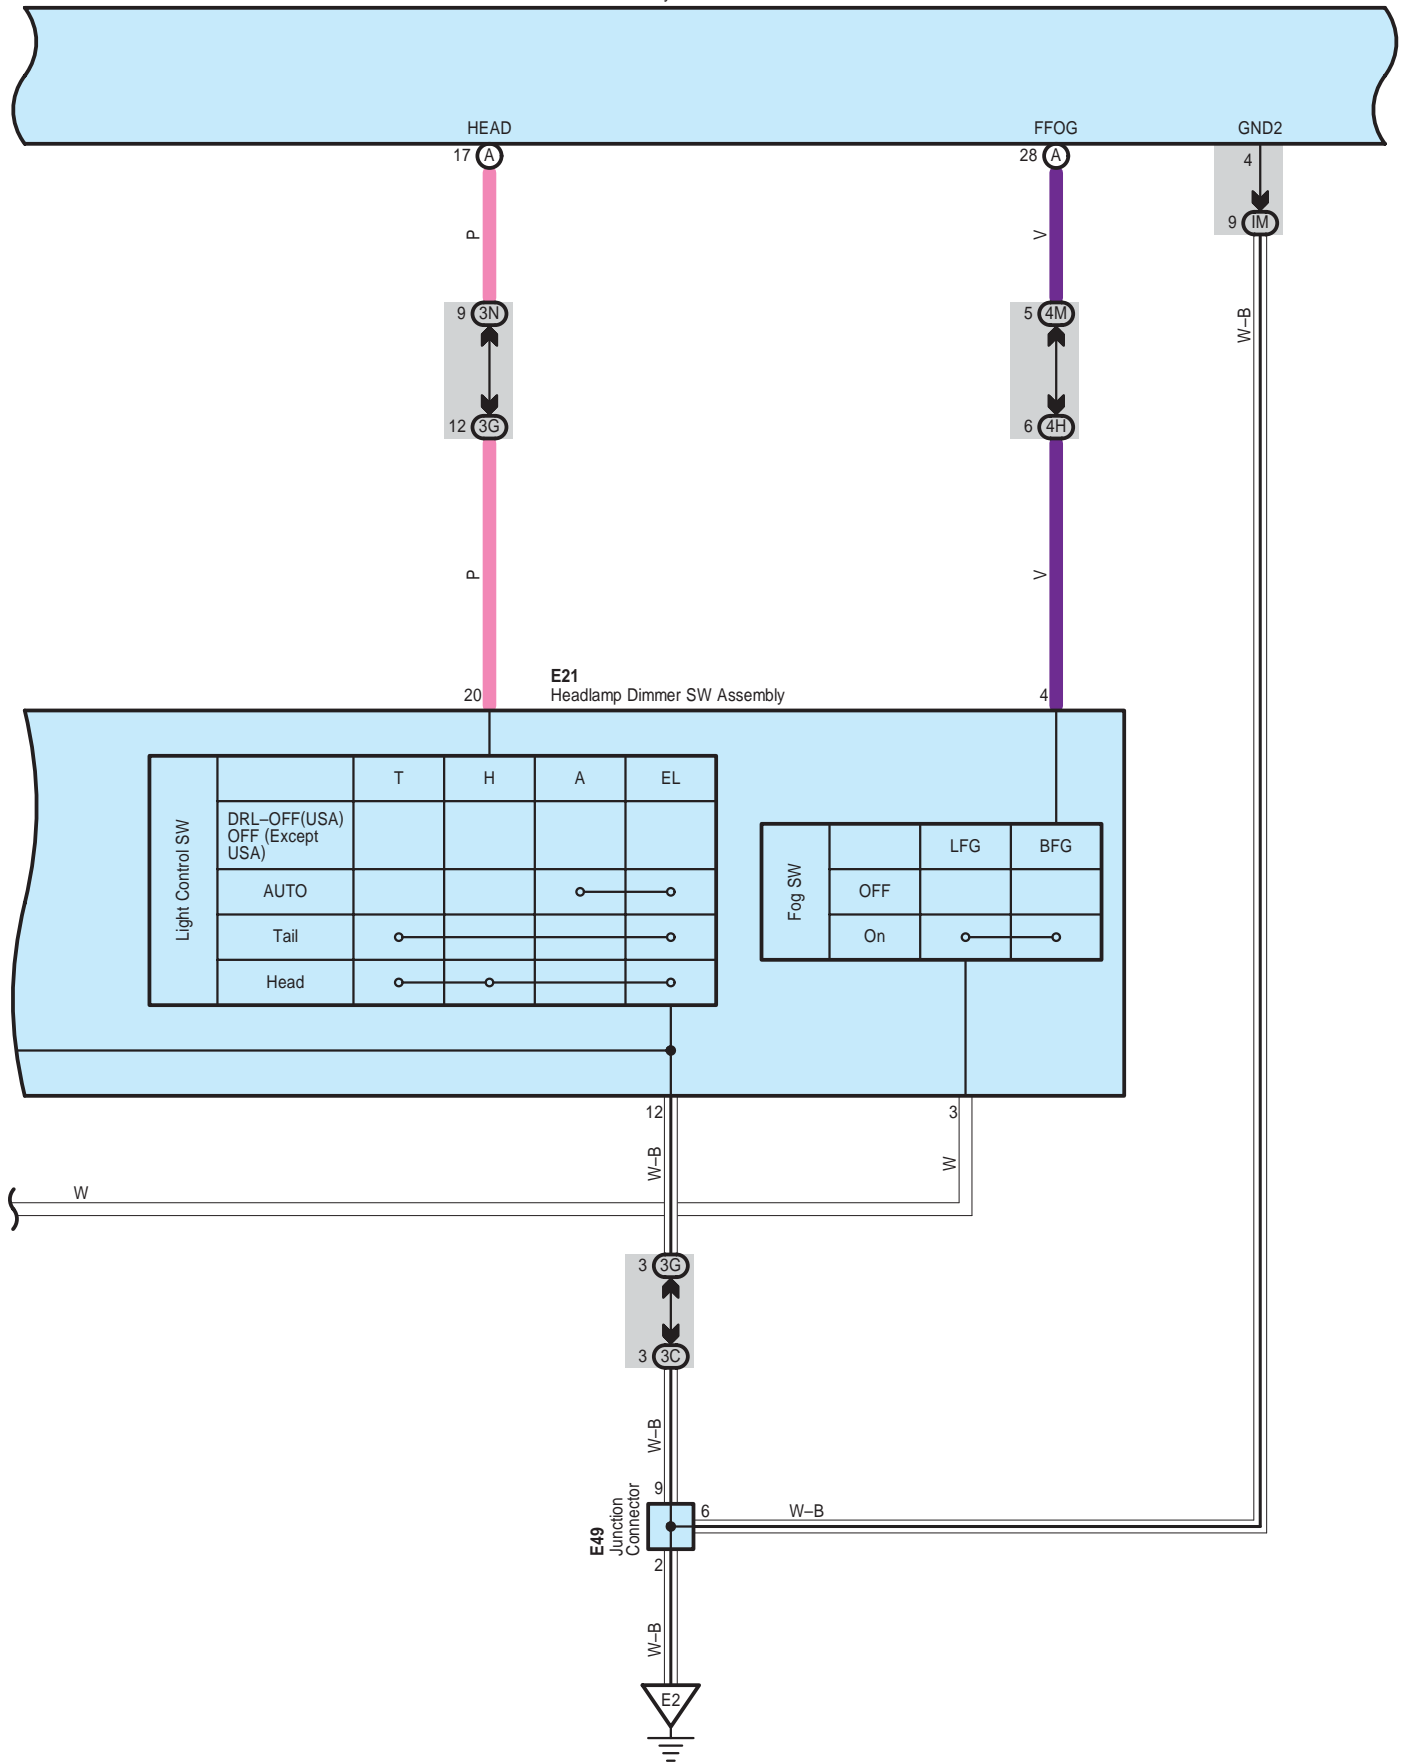 HEAD
FFOG
GND2
17 A
28 A
4
9 IM
P
V
W–B
9 3N
5 4M
12 3G
6 4H
P
V
E21
Headlamp Dimmer SW Assembly
20
4
Light Control SW
T H A EL
DRL–OFF(USA)
OFF (Except
USA)
AUTO
Tail
Head
Fog SW
LFG BFG
OFF
On
12
3
W–B
W
W
3 3G
3 3C
W–B
9
6
W–B
E49
Junction
Connector
2
W–B
E2